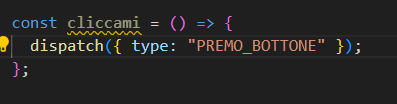 const cliccami = () => {
dispatch({ type: "PREMO_BOTTONE" });
};